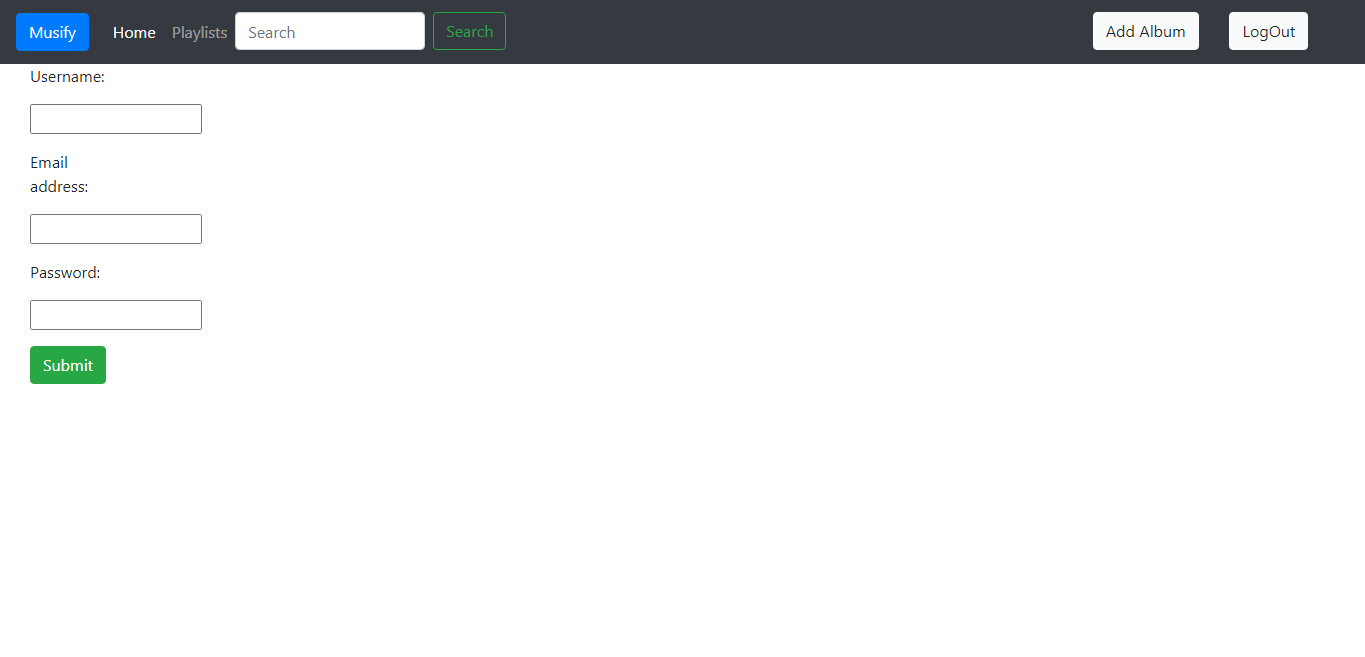 Musify Home Playlists Search Search Add Album LogOut
Username:
Email
address:
Password:
Submit